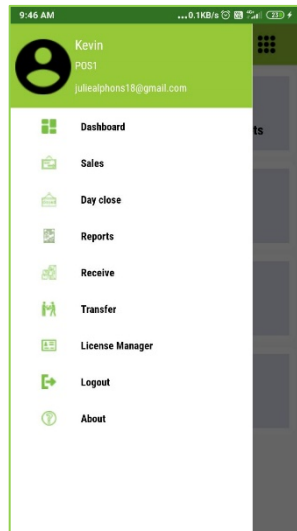 9:46 AM ...0.1KB/s 23
Kevin
POS1
juliealphons18@gmail.com
ts
Dashboard
Sales
Day close
Reports
Receive
Transfer
License Manager
Logout
About